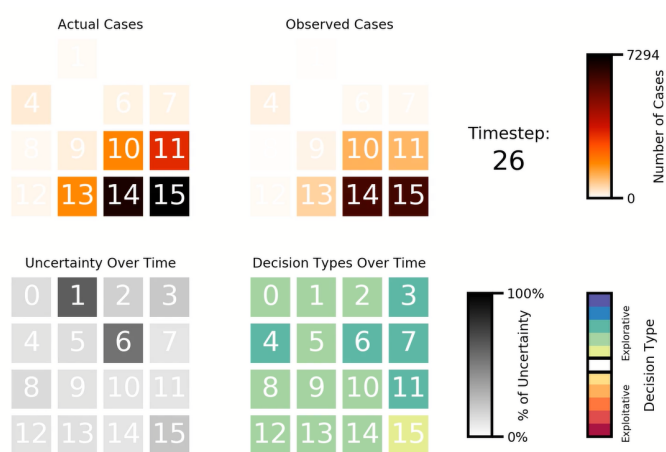 Actual Cases
Observed Cases
1
4 6 7
8 9 10 11
12 13 14 15
4
9 10 11
14 15
13
Timestep:
26
7294
0
Number of Cases
Uncertainty Over Time
0 1 2 3
4 5 6 7
8 9 10 11
12 13 14 15
Decision Types Over Time
0 1 2 3
4 5 6 7
8 9 10 11
12 13 14 15
100%
0%
% of Uncertainty
Explorative
Exploitative
Decision Type